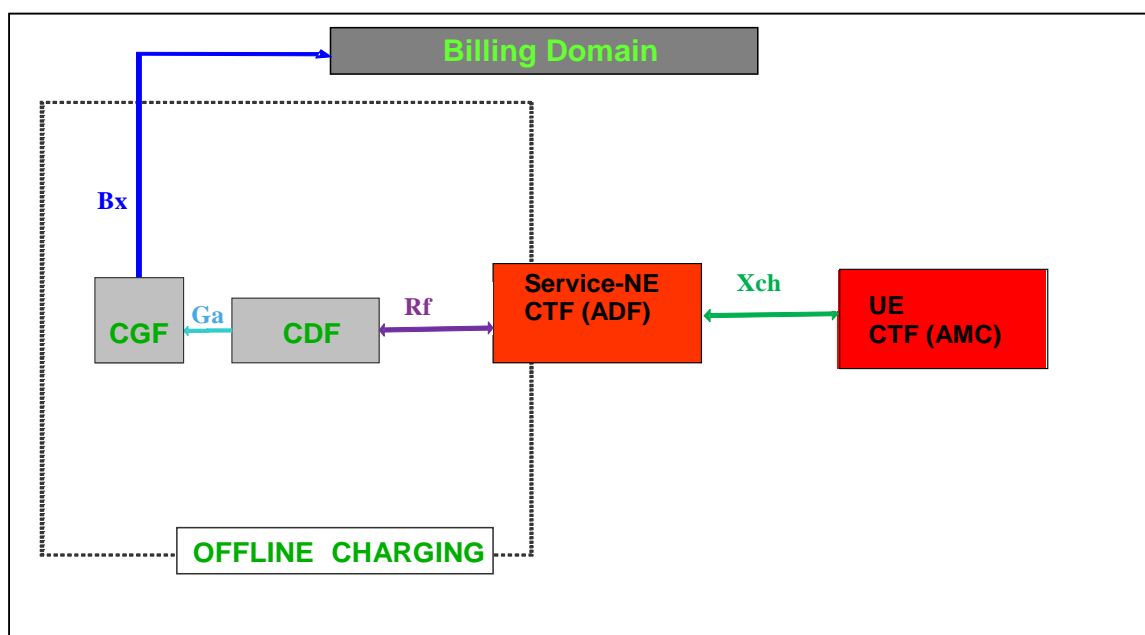 Billing Domain
Bx
CGF
Ga
CDF
Rf
Service-NE
CTF (ADF)
Xch
UE
CTF (AMC)
OFFLINE CHARGING